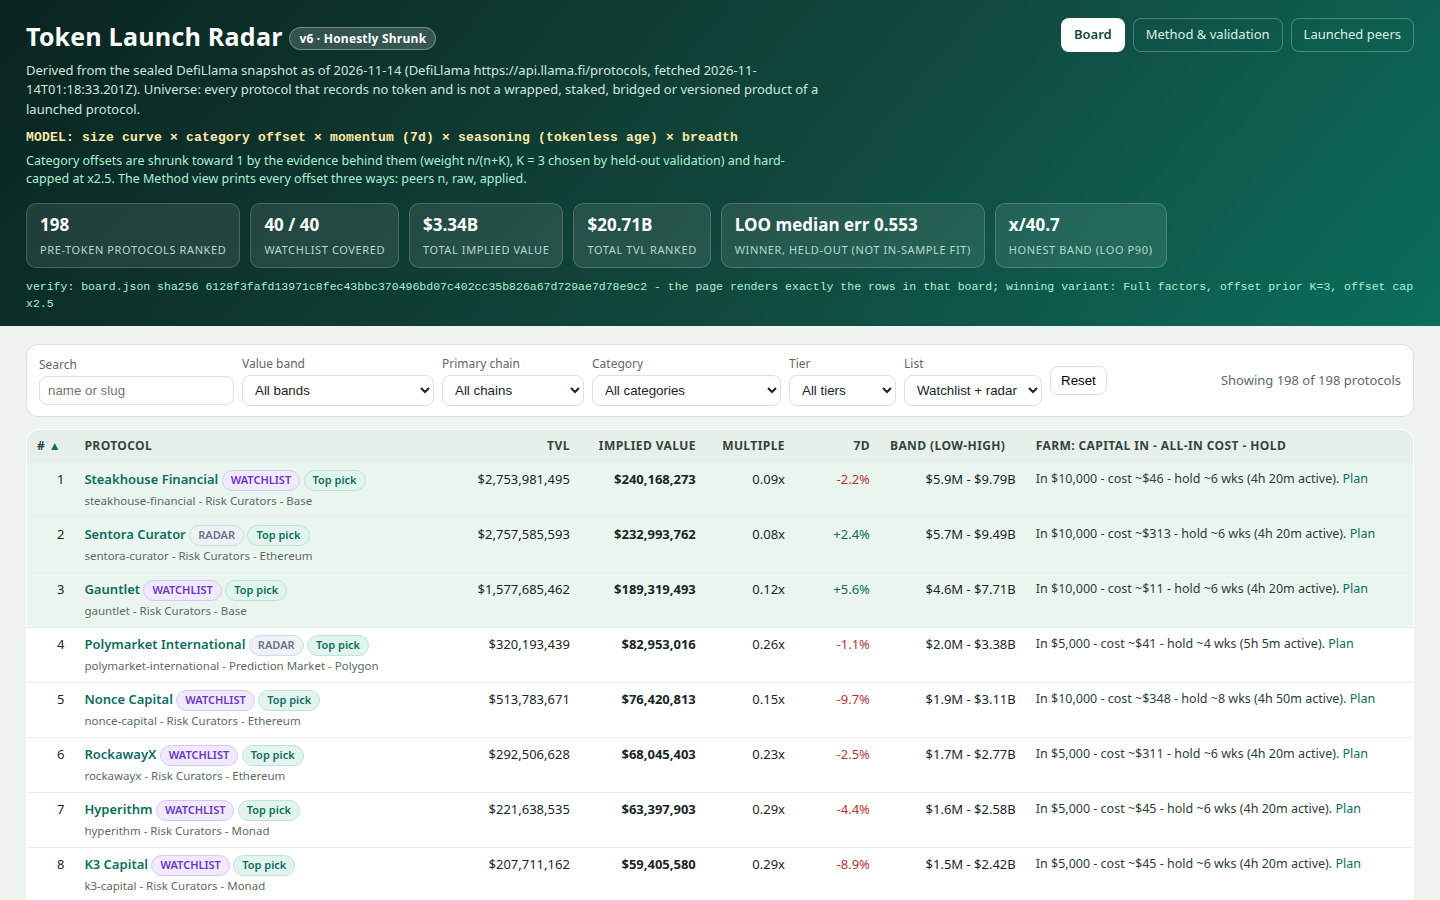 Token Launch Radar v6 · Honestly Shrunk
Board Method & validation Launched peers
Derived from the sealed DefiLlama snapshot as of 2026-11-14 (DefiLlama https://api.llama.fi/protocols, fetched 2026-11-
14T01:18:33.201Z). Universe: every protocol that records no token and is not a wrapped, staked, bridged or versioned product of a
launched protocol.
MODEL: size curve × category offset × momentum (7d) × seasoning (tokenless age) × breadth
Category offsets are shrunk toward 1 by the evidence behind them (weight n/(n+K), K = 3 chosen by held-out validation) and hard-
capped at x2.5. The Method view prints every offset three ways: peers n, raw, applied.
198 40 / 40 $3.34B $20.71B LOO median err 0.553 x/40.7
PRE-TOKEN PROTOCOLS RANKED WATCHLIST COVERED TOTAL IMPLIED VALUE TOTAL TVL RANKED WINNER, HELD-OUT (NOT IN-SAMPLE FIT) HONEST BAND (LOO P90)
verify: board.json sha256 6128f3fafd13971c8fec43bbc370496bd07c402cc35b826a67d729ae7d78e9c2 - the page renders exactly the rows in that board; winning variant: Full factors, offset prior K=3, offset cap
x2.5
Search Value band Primary chain Category Tier List
name or slug All bands All chains All categories All tiers Watchlist + radar Reset Showing 198 of 198 protocols
# ▲ PROTOCOL TVL IMPLIED VALUE MULTIPLE 7D BAND (LOW-HIGH) FARM: CAPITAL IN - ALL-IN COST - HOLD
1 Steakhouse Financial WATCHLIST Top pick $2,753,981,495 $240,168,273 0.09x -2.2% $5.9M - $9.79B In $10,000 - cost ~$46 - hold ~6 wks (4h 20m active). Plan
steakhouse-financial - Risk Curators - Base
2 Sentora Curator RADAR Top pick $2,757,585,593 $232,993,762 0.08x +2.4% $5.7M - $9.49B In $10,000 - cost ~$313 - hold ~6 wks (4h 20m active). Plan
sentora-curator - Risk Curators - Ethereum
3 Gauntlet WATCHLIST Top pick $1,577,685,462 $189,319,493 0.12x +5.6% $4.6M - $7.71B In $10,000 - cost ~$11 - hold ~6 wks (4h 20m active). Plan
gauntlet - Risk Curators - Base
4 Polymarket International RADAR Top pick $320,193,439 $82,953,016 0.26x -1.1% $2.0M - $3.38B In $5,000 - cost ~$41 - hold ~4 wks (5h 5m active). Plan
polymarket-international - Prediction Market - Polygon
5 Nonce Capital WATCHLIST Top pick $513,783,671 $76,420,813 0.15x -9.7% $1.9M - $3.11B In $10,000 - cost ~$348 - hold ~8 wks (4h 50m active). Plan
nonce-capital - Risk Curators - Ethereum
6 RockawayX WATCHLIST Top pick $292,506,628 $68,045,403 0.23x -2.5% $1.7M - $2.77B In $5,000 - cost ~$311 - hold ~6 wks (4h 20m active). Plan
rockawayx - Risk Curators - Ethereum
7 Hyperithm WATCHLIST Top pick $221,638,535 $63,397,903 0.29x -4.4% $1.6M - $2.58B In $5,000 - cost ~$45 - hold ~6 wks (4h 20m active). Plan
hyperithm - Risk Curators - Monad
8 K3 Capital WATCHLIST Top pick $207,711,162 $59,405,580 0.29x -8.9% $1.5M - $2.42B In $5,000 - cost ~$45 - hold ~6 wks (4h 20m active). Plan
k3-capital - Risk Curators - Monad